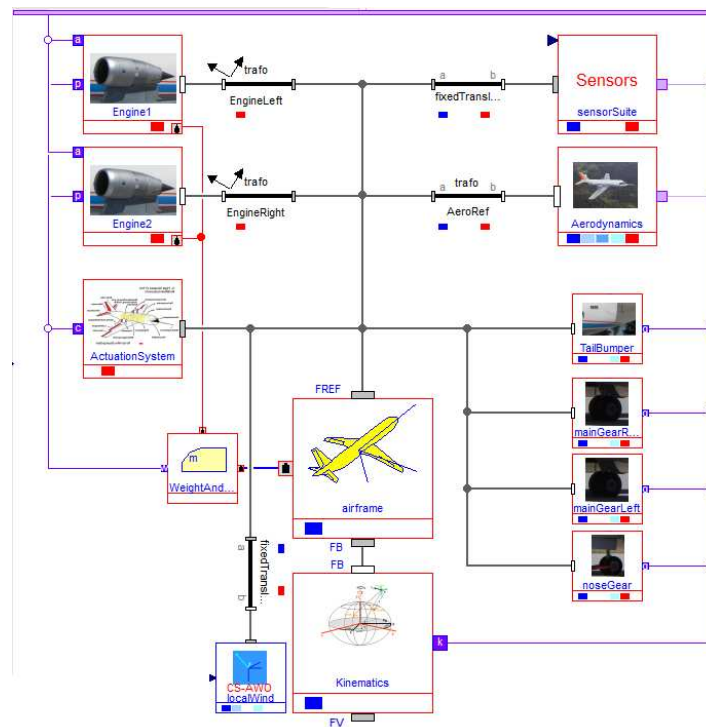 a
p
Engine1
trafo
EngineLeft
a b
fixedTransl...
Sensors
sensorSuite
a
p
Engine2
trafo
EngineRight
a trafo b
AeroRef
Aerodynamics
c
ActuationSystem
TailBumper
FREF
mainGearR...
m
WeightAnd...
airframe
mainGearLeft
FB
FB
noseGear
a
fixedTransl...
b
k
Kinematics
CS-AWO
localWind
FV